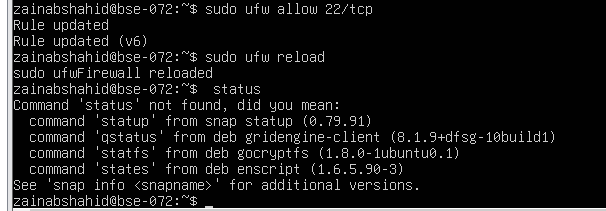 zainabshahid@bse-072:~$ sudo ufw allow 22/tcp
Rule updated
Rule updated (v6)
zainabshahid@bse-072:~$ sudo ufw reload
sudo ufwFirewall reloaded
zainabshahid@bse-072:~$  status
Command 'status' not found, did you mean:
  command 'statup' from snap statup (0.79.91)
  command 'qstatus' from deb gridengine-client (8.1.9+dfsg-10build1)
  command 'statfs' from deb gocryptfs (1.8.0-1ubuntu0.1)
  command 'states' from deb enscript (1.6.5.90-3)
See 'snap info <snapname>' for additional versions.
zainabshahid@bse-072:~$ _